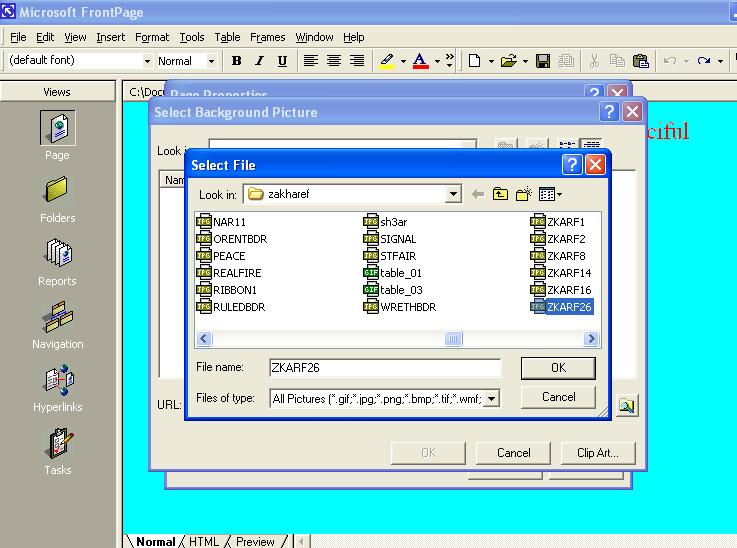 Microsoft FrontPage
File Edit View Insert Format Tools Table Frames Window Help
(default font) Normal B I U A
Views
C:\Doc
Page Properties
Select Background Picture
ciful
Page
Look i
Select File
Nam
Look in: zakharef
Folders
NAR11 sh3ar ZKARF1
ORENTBDR SIGNAL ZKARF2
PEACE STFAIR ZKARF8
REALFIRE table_01 ZKARF14
RIBBON1 table_03 ZKARF16
RULEDBDR WRETHBDR ZKARF26
Reports
Navigation
File name: ZKARF26 OK
Files of type: All Pictures (*.gif;*.jpg;*.png;*.bmp;*.tif;*.wmf; Cancel
URL:
Hyperlinks
OK Cancel Clip Art...
Tasks
Normal HTML Preview